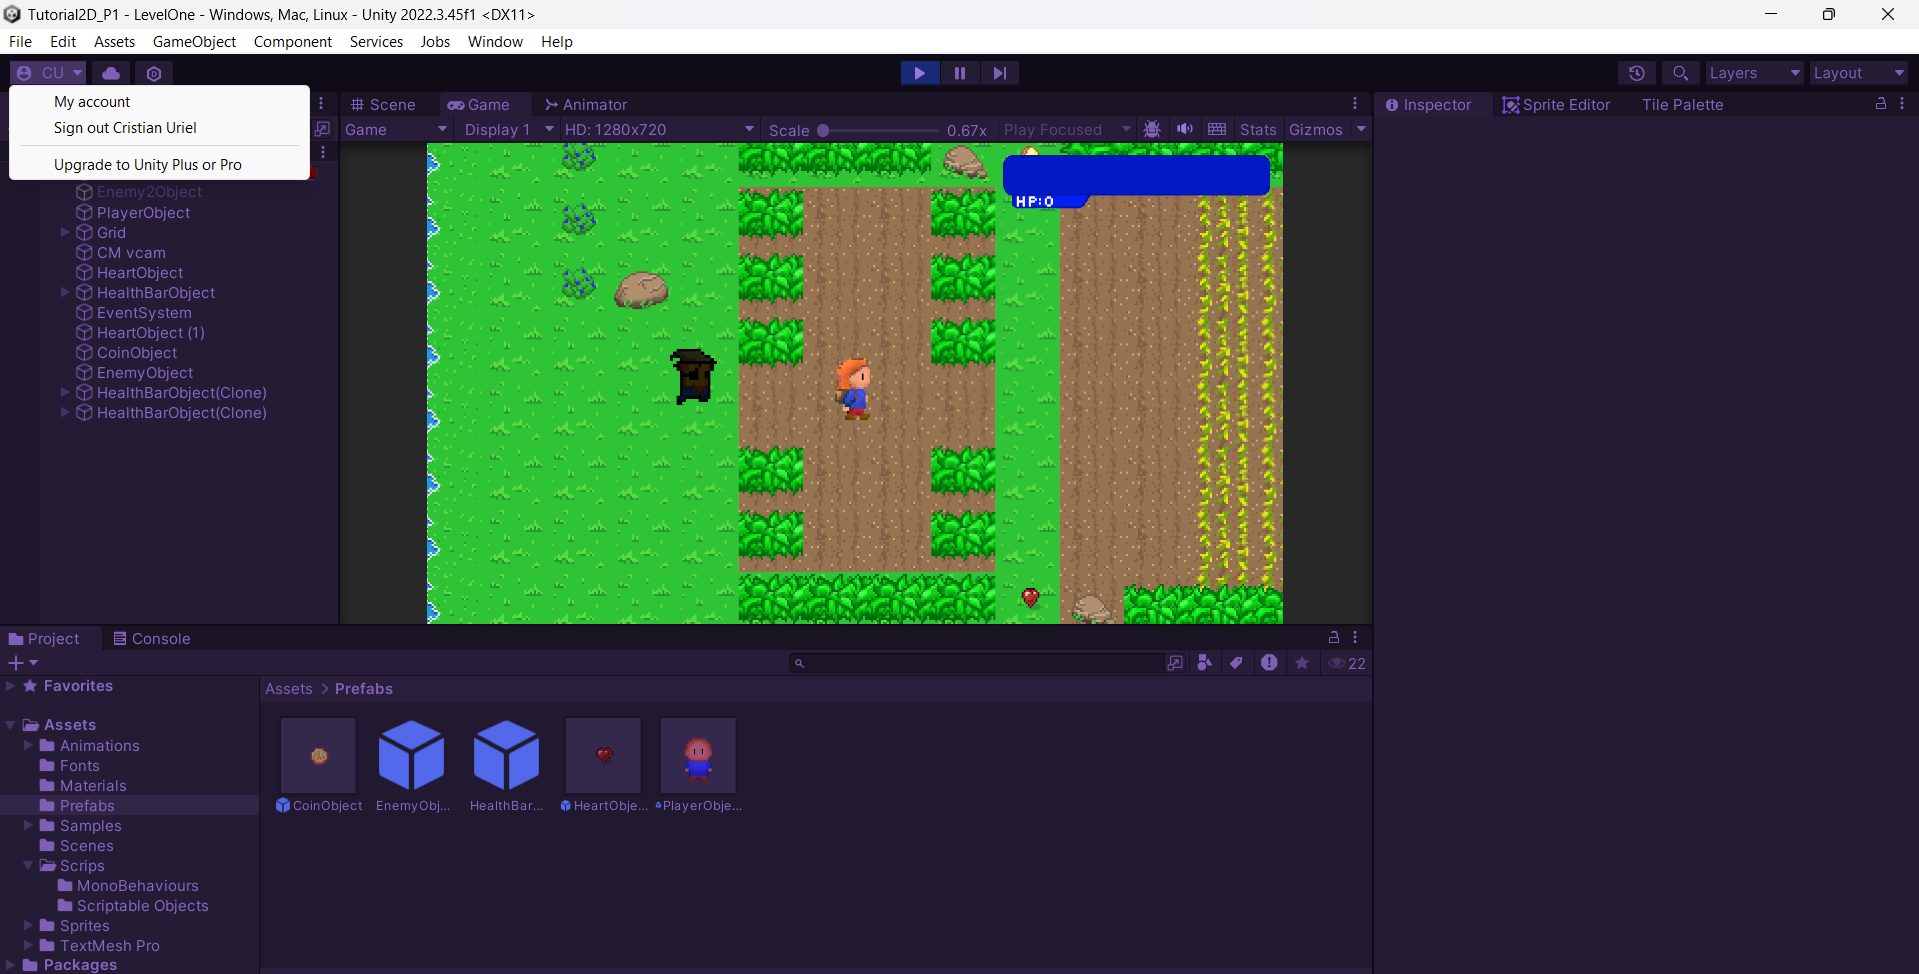 Tutorial2D_P1 - LevelOne - Windows, Mac, Linux - Unity 2022.3.45f1 <DX11>
File Edit Assets GameObject Component Services Jobs Window Help
CU Layers Layout
My account
Sign out Cristian Uriel
Upgrade to Unity Plus or Pro
Scene Game Animator
Game Display 1 HD: 1280x720 Scale 0.67x Play Focused Stats Gizmos
Inspector Sprite Editor Tile Palette
Enemy2Object
PlayerObject
Grid
CM vcam
HeartObject
HealthBarObject
EventSystem
HeartObject (1)
CoinObject
EnemyObject
HealthBarObject(Clone)
HealthBarObject(Clone)
HP:0
Project Console
22
Favorites
Assets
Animations
Fonts
Materials
Prefabs
Samples
Scenes
Scrips
MonoBehaviours
Scriptable Objects
Sprites
TextMesh Pro
Packages
Assets > Prefabs
CoinObject EnemyObj... HealthBar... HeartObje... PlayerObje...